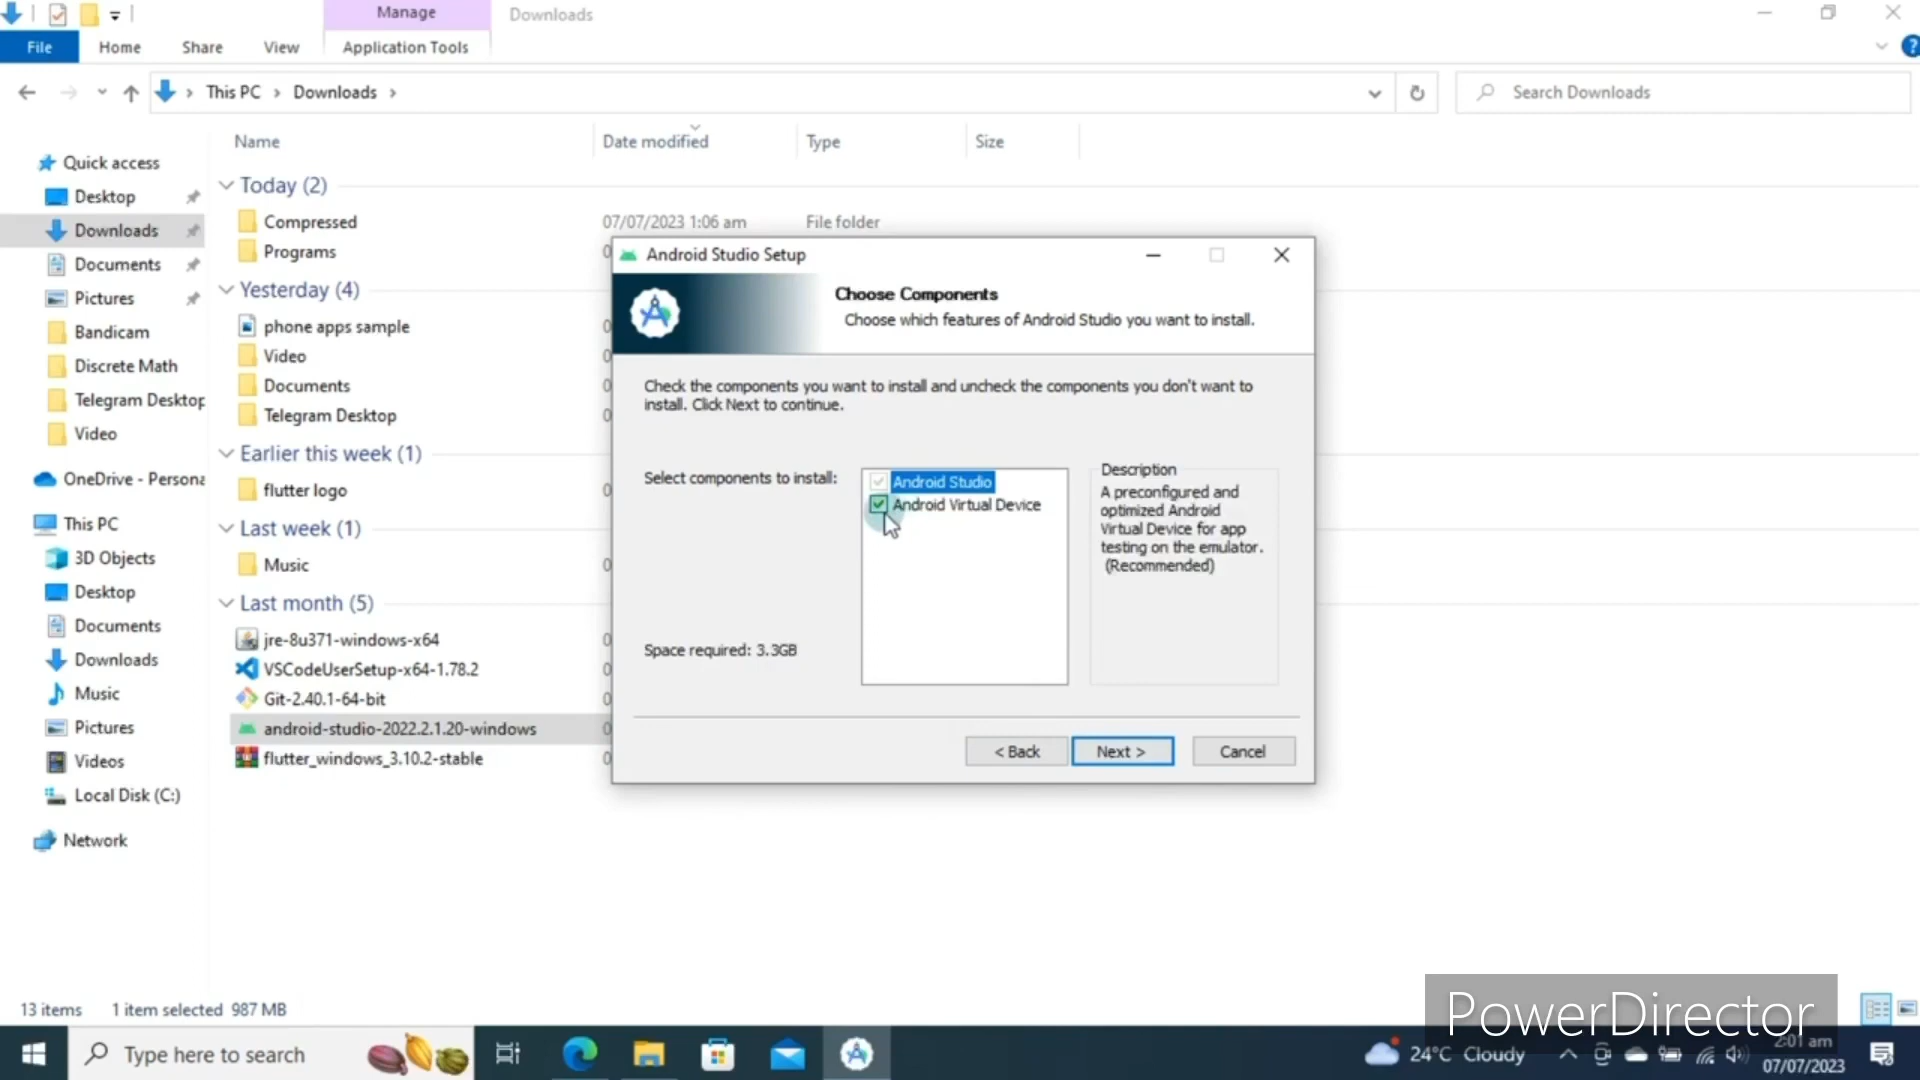 Manage
Downloads
File
Home
Share
View
Application Tools
This PC
Downloads
Search Downloads
Name
Date modified
Type
Size
Quick access
Desktop
Downloads
Documents
Pictures
Bandicam
Discrete Math
Telegram Desktop
Video
OneDrive - Persona
This PC
3D Objects
Desktop
Documents
Downloads
Music
Pictures
Videos
Local Disk (C:)
Network
Today (2)
Compressed
07/07/2023 1:06 am
File folder
Programs
Yesterday (4)
phone apps sample
Video
Documents
Telegram Desktop
Earlier this week (1)
flutter logo
Last week (1)
Music
Last month (5)
jre-8u371-windows-x64
VSCodeUserSetup-x64-1.78.2
Git-2.40.1-64-bit
android-studio-2022.2.1.20-windows
flutter_windows_3.10.2-stable
Android Studio Setup
Choose Components
Choose which features of Android Studio you want to install.
Check the components you want to install and uncheck the components you don't want to
install. Click Next to continue.
Select components to install:
Android Studio
Android Virtual Device
Description
A preconfigured and
optimized Android
Virtual Device for app
testing on the emulator.
(Recommended)
Space required: 3.3GB
< Back
Next >
Cancel
13 items
1 item selected 987 MB
PowerDirector
Type here to search
24°C Cloudy
2:01 am
07/07/2023